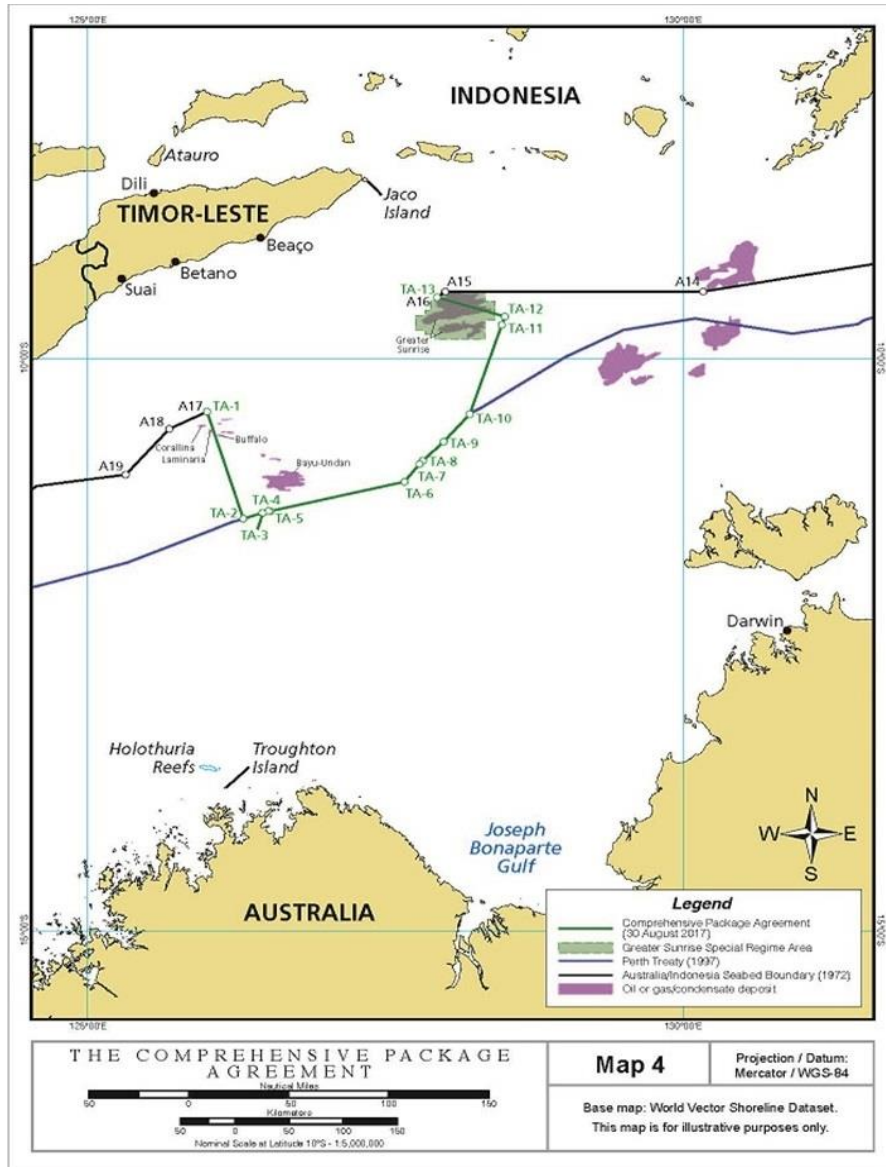 125°00'E
130°00'E
INDONESIA
Atauro
Dili
TIMOR-LESTE
Jaco
Island
Beaço
Betano
Suai
A15
A14
TA-13
A16
TA-12
TA-11
Greater
Sunrise
10°00'S
10°00'S
A17
TA-1
TA-10
A18
Corallina
Laminaria
Buffalo
TA-9
A19
Bayu-Undan
TA-8
TA-7
TA-6
TA-4
TA-2
TA-5
TA-3
Darwin
Holothuria
Reefs
Troughton
Island
Joseph
Bonaparte
Gulf
N
W
E
S
AUSTRALIA
15°00'S
15°00'S
Legend
Comprehensive Package Agreement
(30 August 2017)
Greater Sunrise Special Regime Area
Perth Treaty (1997)
Australia/Indonesia Seabed Boundary (1972)
Oil or gas/condensate deposit
125°00'E
130°00'E
THE COMPREHENSIVE PACKAGE
AGREEMENT
Nautical Miles
50 0 50 100 150
Kilometers
50 0 50 100 150
Nominal Scale at Latitude 10°S - 1:5,000,000
Map 4
Projection / Datum:
Mercator / WGS-84
Base map: World Vector Shoreline Dataset.
This map is for illustrative purposes only.